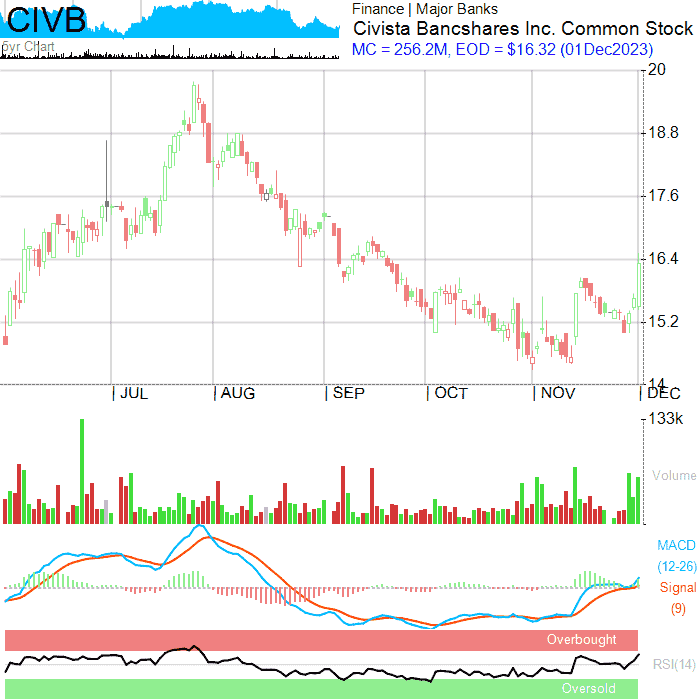 CIVB
5yr Chart
Finance | Major Banks
Civista Bancshares Inc. Common Stock
MC = 256.2M, EOD = $16.32 (01Dec2023)
20
18.8
17.6
16.4
15.2
14
| JUL | AUG | SEP | OCT | NOV | DEC
133k
Volume
MACD
(12-26)
Signal
(9)
Overbought
RSI(14)
Oversold